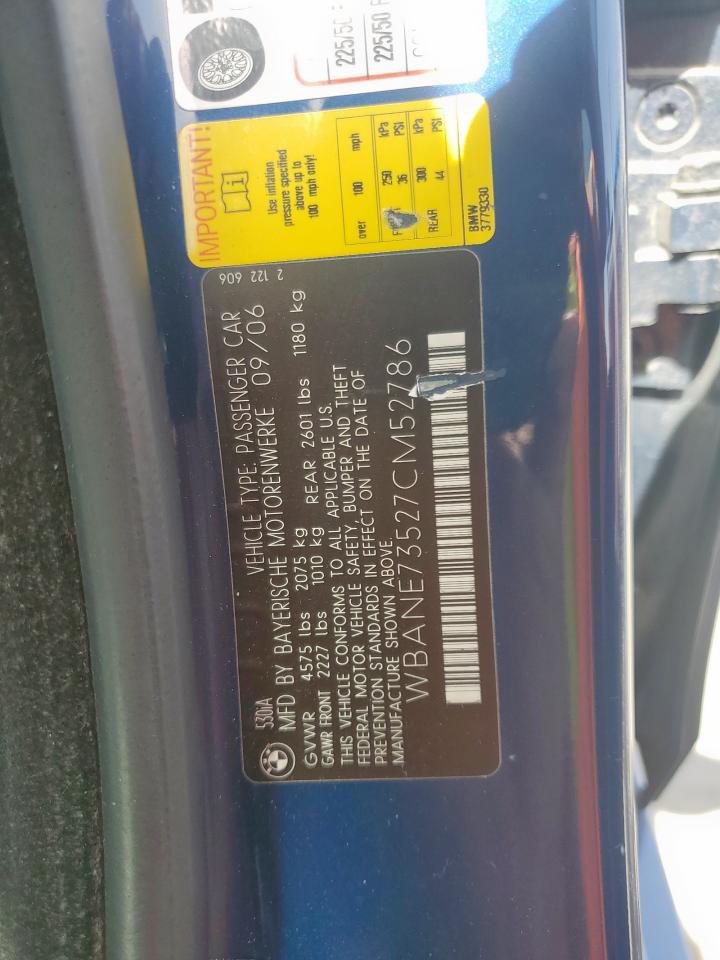 225/50
225/50 R
IMPORTANT!
Use inflation
pressure specified
above up to
100 mph only!
over 100 mph
kPa
250
36 PSI
REAR 300 kPa
44 PSI
BMW
3779330
530iA
VEHICLE TYPE: PASSENGER CAR
2 122 606
MFD BY BAYERISCHE MOTORENWERKE 09/06
GVWR 4575 lbs 2075 kg
GAWR FRONT 2227 lbs 1010 kg REAR 2601 lbs 1180 kg
THIS VEHICLE CONFORMS TO ALL APPLICABLE U.S.
FEDERAL MOTOR VEHICLE SAFETY, BUMPER AND THEFT
PREVENTION STANDARDS IN EFFECT ON THE DATE OF
MANUFACTURE SHOWN ABOVE.
WBANE73527CM52786